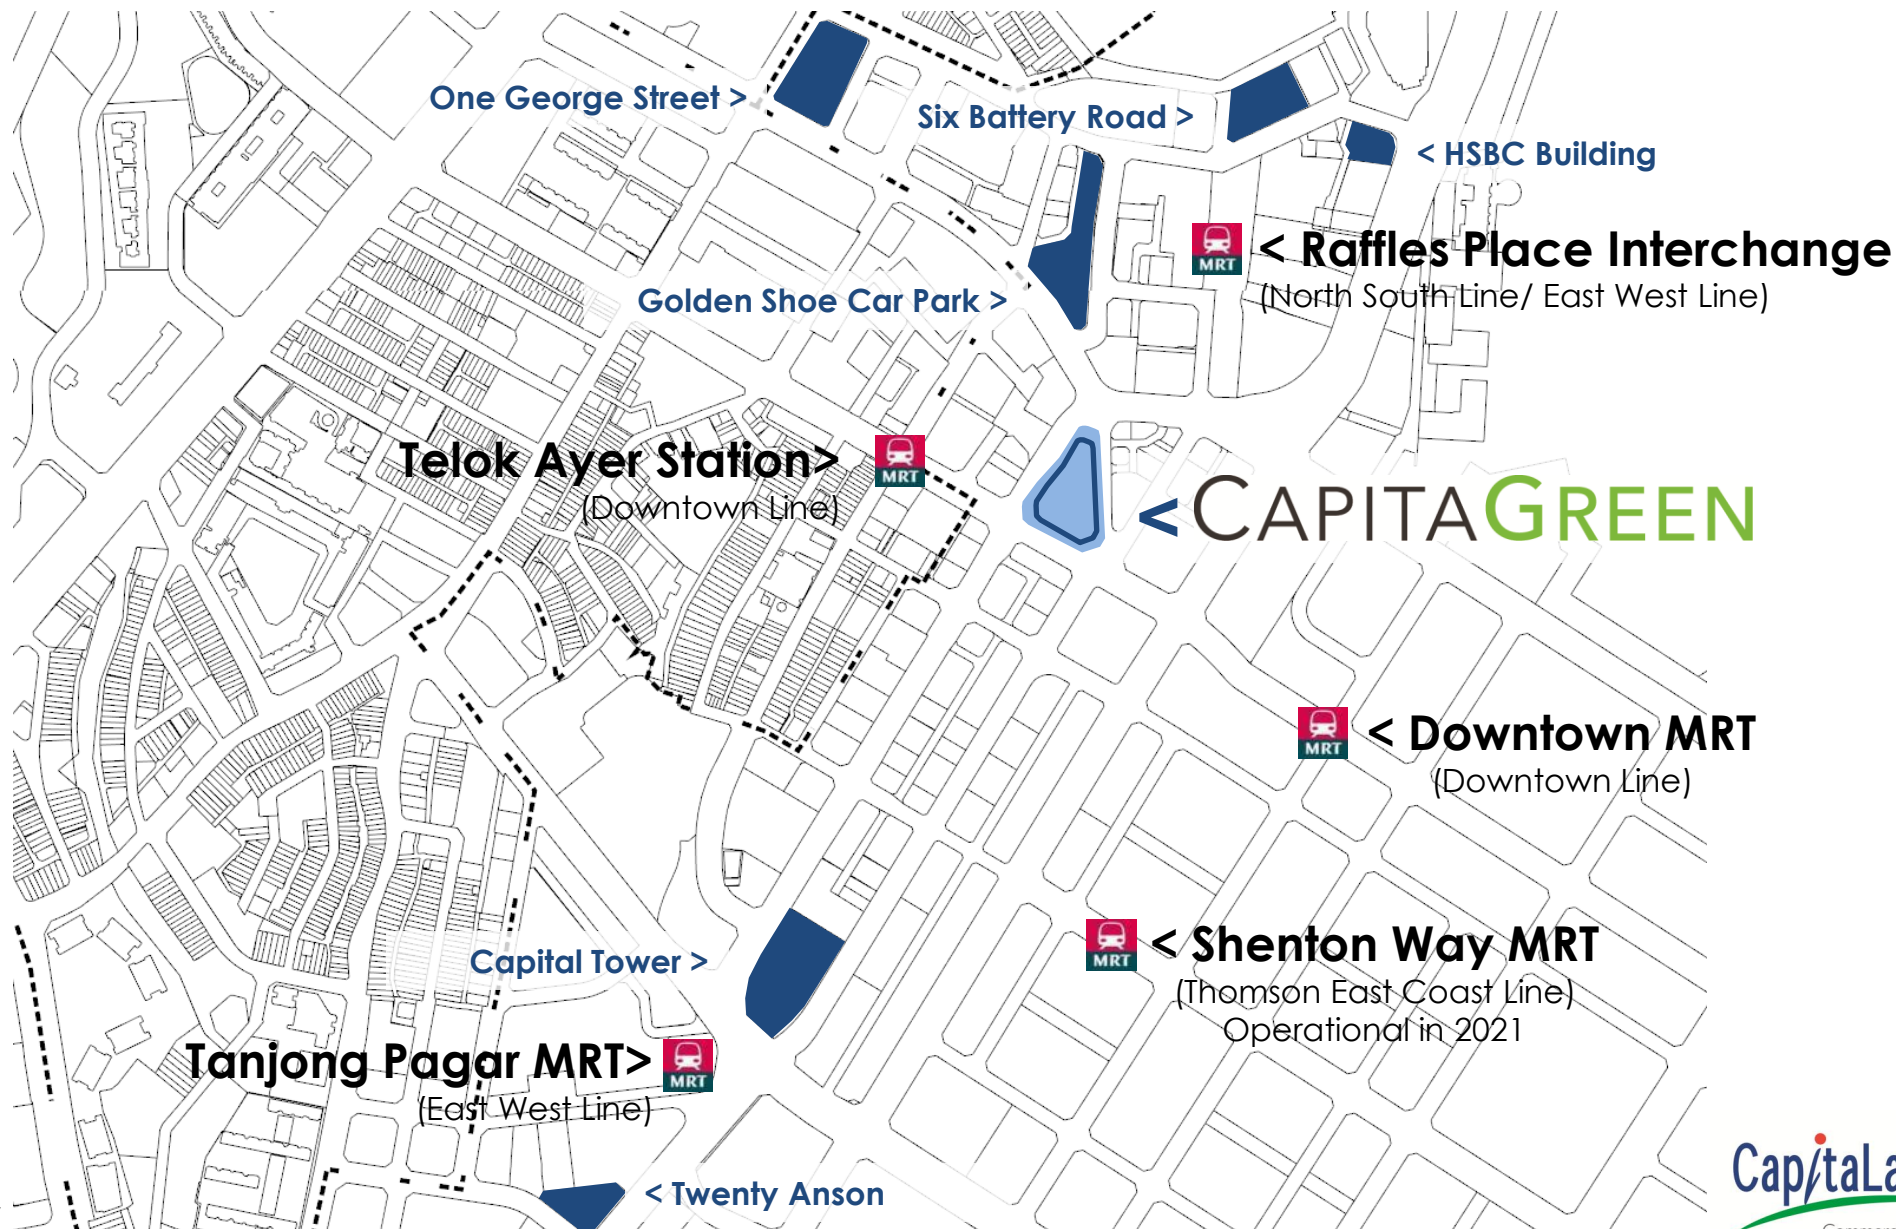 One George Street >
Six Battery Road >
< HSBC Building
MRT
< Raffles Place Interchange
(North South Line/ East West Line)
Golden Shoe Car Park >
Telok Ayer Station>
MRT
(Downtown Line)
< CAPITAGREEN
MRT
< Downtown MRT
(Downtown Line)
Capital Tower >
MRT
< Shenton Way MRT
(Thomson East Coast Line)
Operational in 2021
Tanjong Pagar MRT>
MRT
(East West Line)
< Twenty Anson